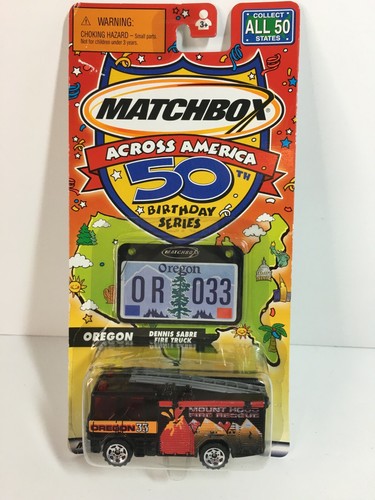 WARNING:
CHOKING HAZARD – Small parts.
Not for children under 3 years.
3+
COLLECT
ALL 50
STATES
MATCHBOX
ACROSS AMERICA
50TH
BIRTHDAY
SERIES
MATCHBOX
Oregon
OR 033
OREGON
DENNIS SABRE
FIRE TRUCK
MOUNT HOOD
FIRE RESCUE
OREGON 33